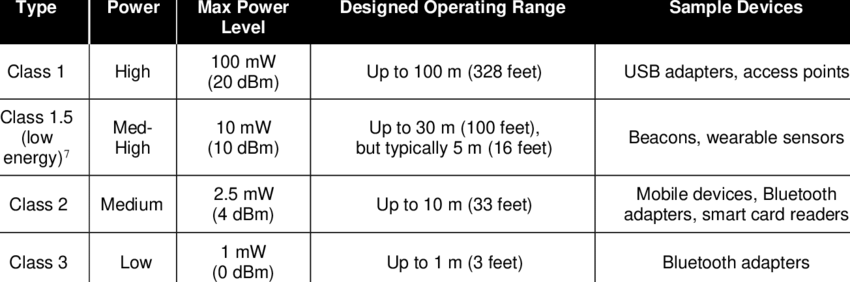 Type Power Max Power Level Designed Operating Range Sample Devices
Class 1 High 100 mW (20 dBm) Up to 100 m (328 feet) USB adapters, access points
Class 1.5 (low energy)7 Med-High 10 mW (10 dBm) Up to 30 m (100 feet), but typically 5 m (16 feet) Beacons, wearable sensors
Class 2 Medium 2.5 mW (4 dBm) Up to 10 m (33 feet) Mobile devices, Bluetooth adapters, smart card readers
Class 3 Low 1 mW (0 dBm) Up to 1 m (3 feet) Bluetooth adapters